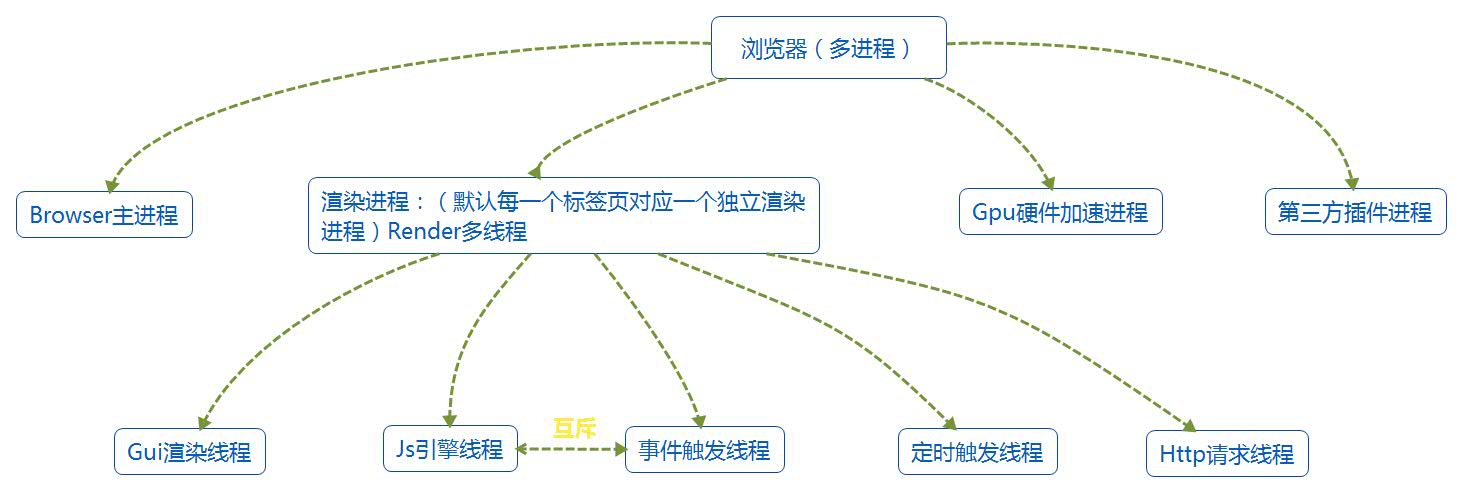 浏览器（多进程）
Browser主进程
渲染进程：（默认每一个标签页对应一个独立渲染
进程）Render多线程
Gpu硬件加速进程
第三方插件进程
Gui渲染线程
Js引擎线程
互斥
事件触发线程
定时触发线程
Http请求线程